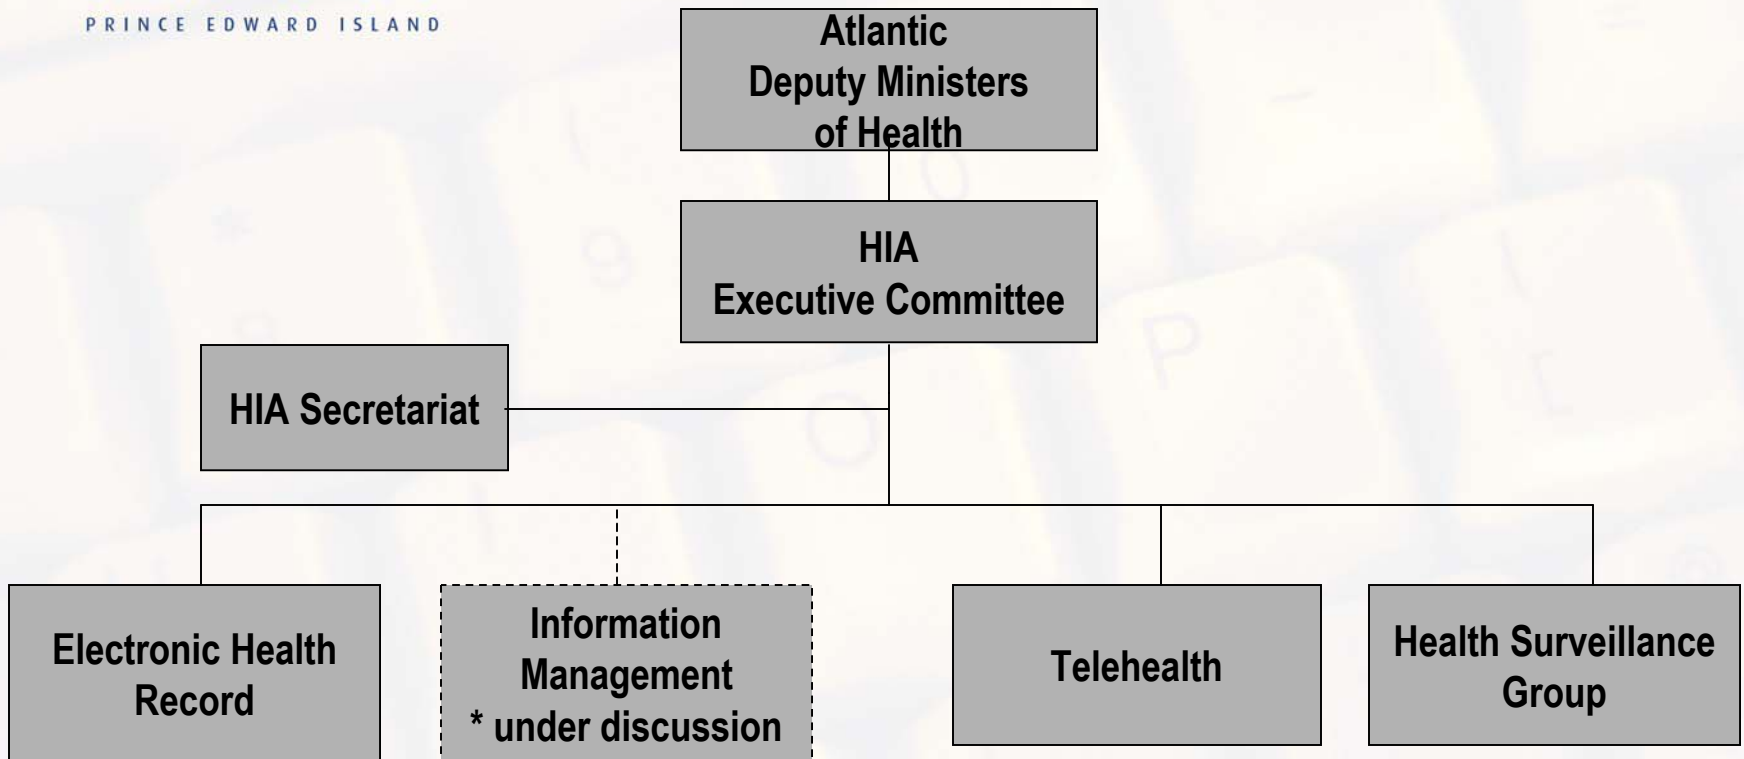 PRINCE EDWARD ISLAND
Atlantic
Deputy Ministers
of Health
HIA
Executive Committee
HIA Secretariat
Electronic Health
Record
Information
Management
* under discussion
Telehealth
Health Surveillance
Group